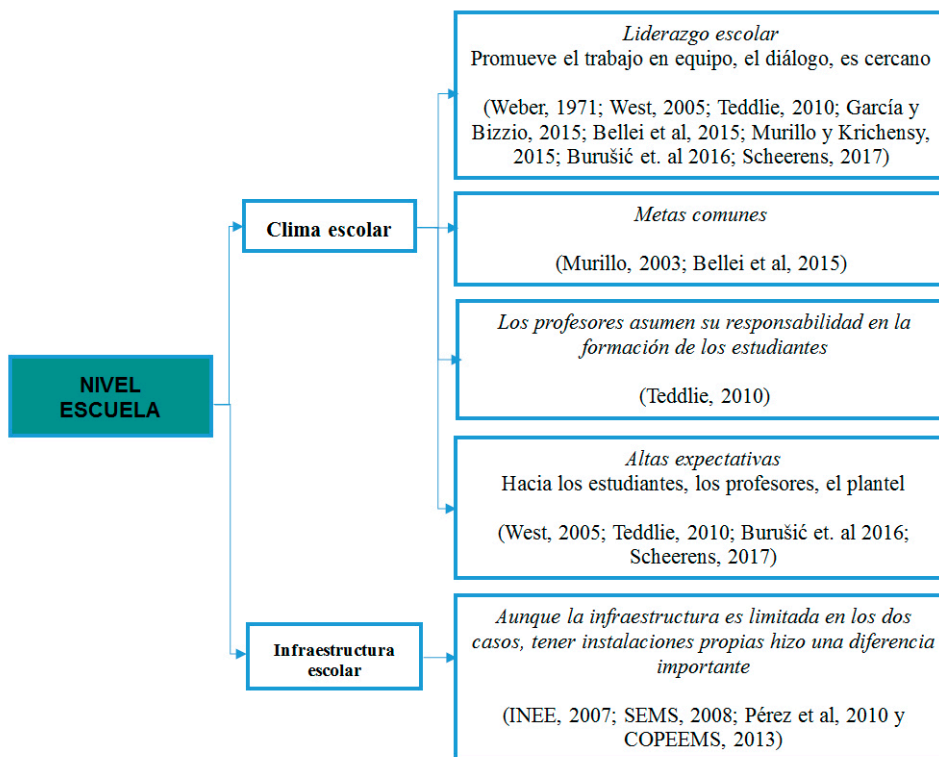 Liderazgo escolar
Promueve el trabajo en equipo, el diálogo, es cercano
(Weber, 1971; West, 2005; Teddlie, 2010; García y
Bizzio, 2015; Bellei et al, 2015; Murillo y Krichensy,
2015; Burušić et. al 2016; Scheerens, 2017)
Clima escolar
Metas comunes
(Murillo, 2003; Bellei et al, 2015)
Los profesores asumen su responsabilidad en la
formación de los estudiantes
(Teddlie, 2010)
NIVEL
ESCUELA
Altas expectativas
Hacia los estudiantes, los profesores, el plantel
(West, 2005; Teddlie, 2010; Burušić et. al 2016;
Scheerens, 2017)
Infraestructura
escolar
Aunque la infraestructura es limitada en los dos
casos, tener instalaciones propias hizo una diferencia
importante
(INEE, 2007; SEMS, 2008; Pérez et al, 2010 y
COPEEMS, 2013)